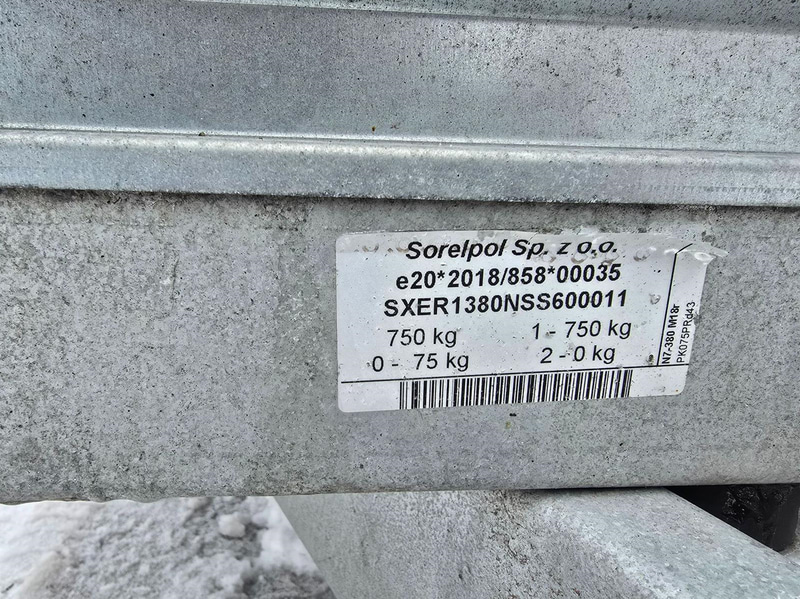 Sorelpol Sp. z o.o.
e20*2018/858*00035
SXER1380NSS600011
750 kg 1 - 750 kg
0 - 75 kg 2 - 0 kg
N7-380 M18r
PK075PRd43